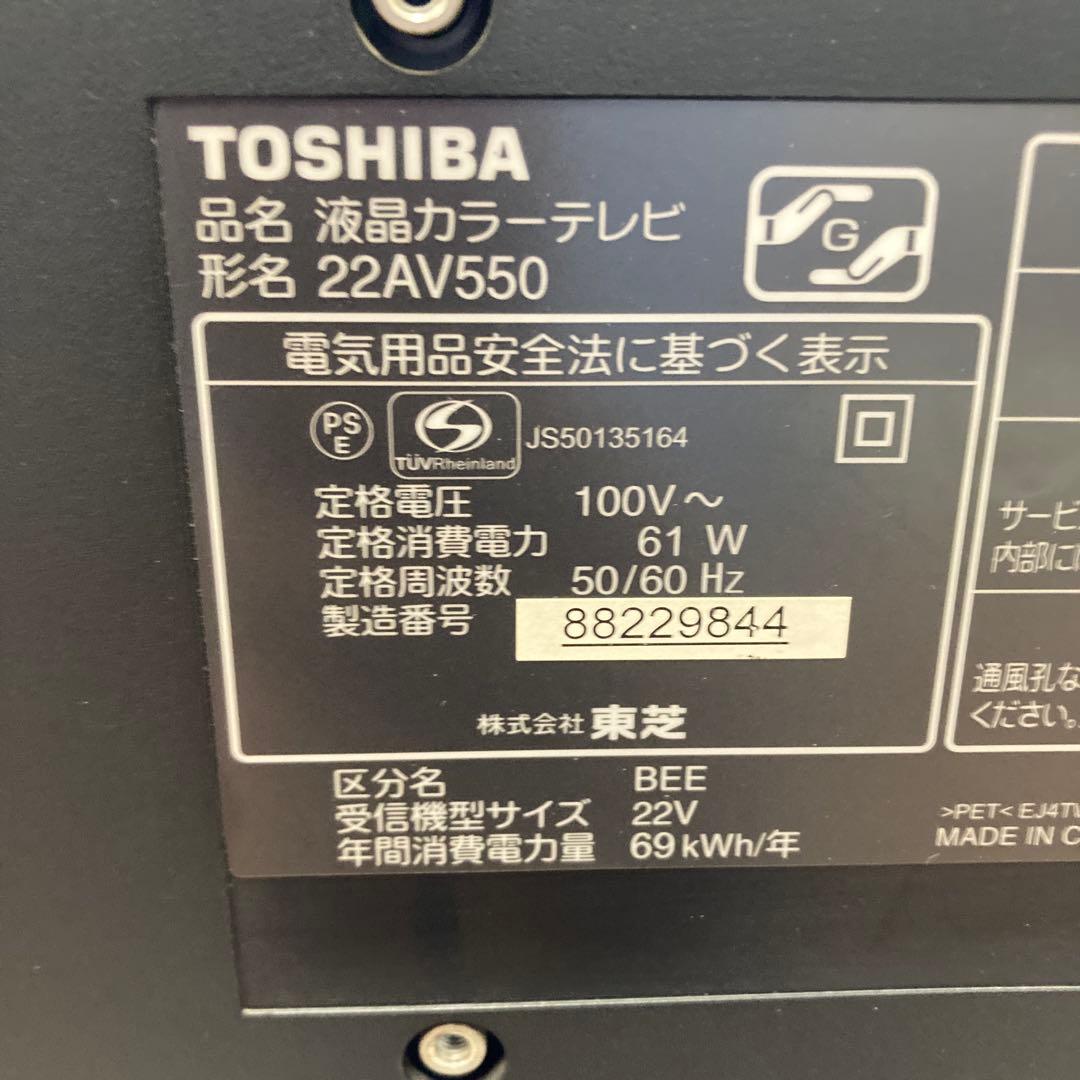 TOSHIBA
品名 液晶カラーテレビ
形名 22AV550
G
電気用品安全法に基づく表示
PS
E
TÜVRheinland
JS50135164
定格電圧 100V～
定格消費電力 61 W
定格周波数 50/60 Hz
製造番号 88229844
株式会社 東芝
区分名 BEE
受信機型サイズ 22V
年間消費電力量 69kWh/年
サービ
内部に
通風孔な
ください。
>PET< EJ4TV
MADE IN C